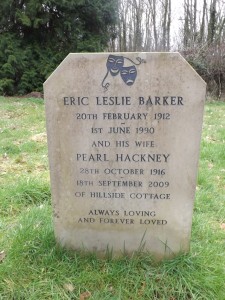 ERIC LESLIE BARKER
20TH FEBRUARY 1912
–
1ST JUNE 1990
AND HIS WIFE
PEARL HACKNEY
28TH OCTOBER 1916
18TH SEPTEMBER 2009
OF HILLSIDE COTTAGE
ALWAYS LOVING
AND FOREVER LOVED